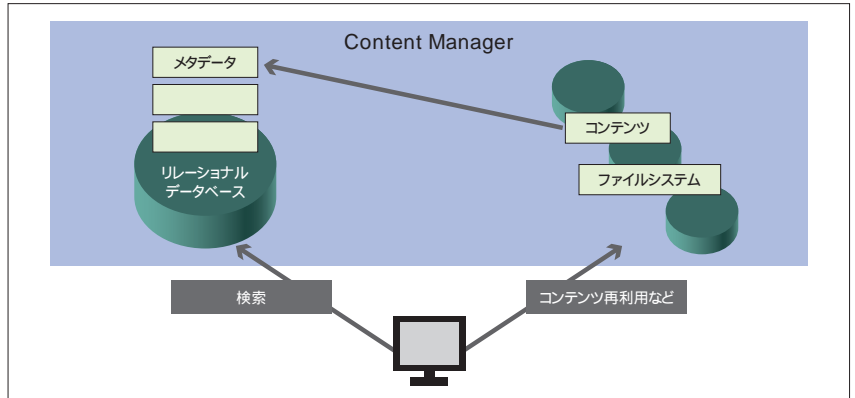 Content Manager
メタデータ
リレーショナル
データベース
コンテンツ
ファイルシステム
検索
コンテンツ再利用など